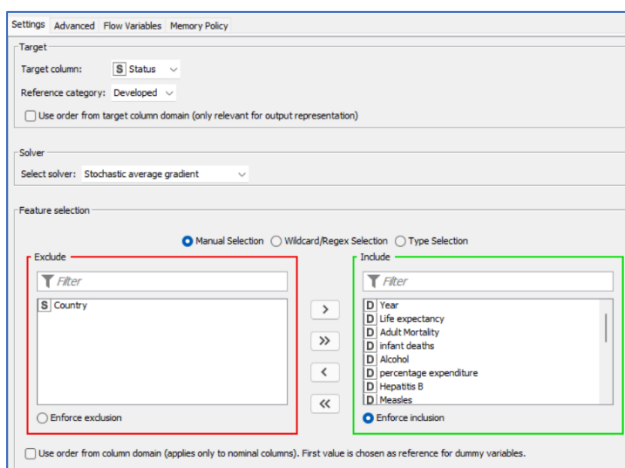 Settings Advanced Flow Variables Memory Policy
Target
Target column: S Status
Reference category: Developed
Use order from target column domain (only relevant for output representation)
Solver
Select solver: Stochastic average gradient
Feature selection
Manual Selection Wildcard/Regex Selection Type Selection
Exclude
Filter
S Country
Enforce exclusion
>
>>
<
<<
Include
Filter
D Year
D Life expectancy
D Adult Mortality
D infant deaths
D Alcohol
D percentage expenditure
D Hepatitis B
D Measles
Enforce inclusion
Use order from column domain (applies only to nominal columns). First value is chosen as reference for dummy variables.